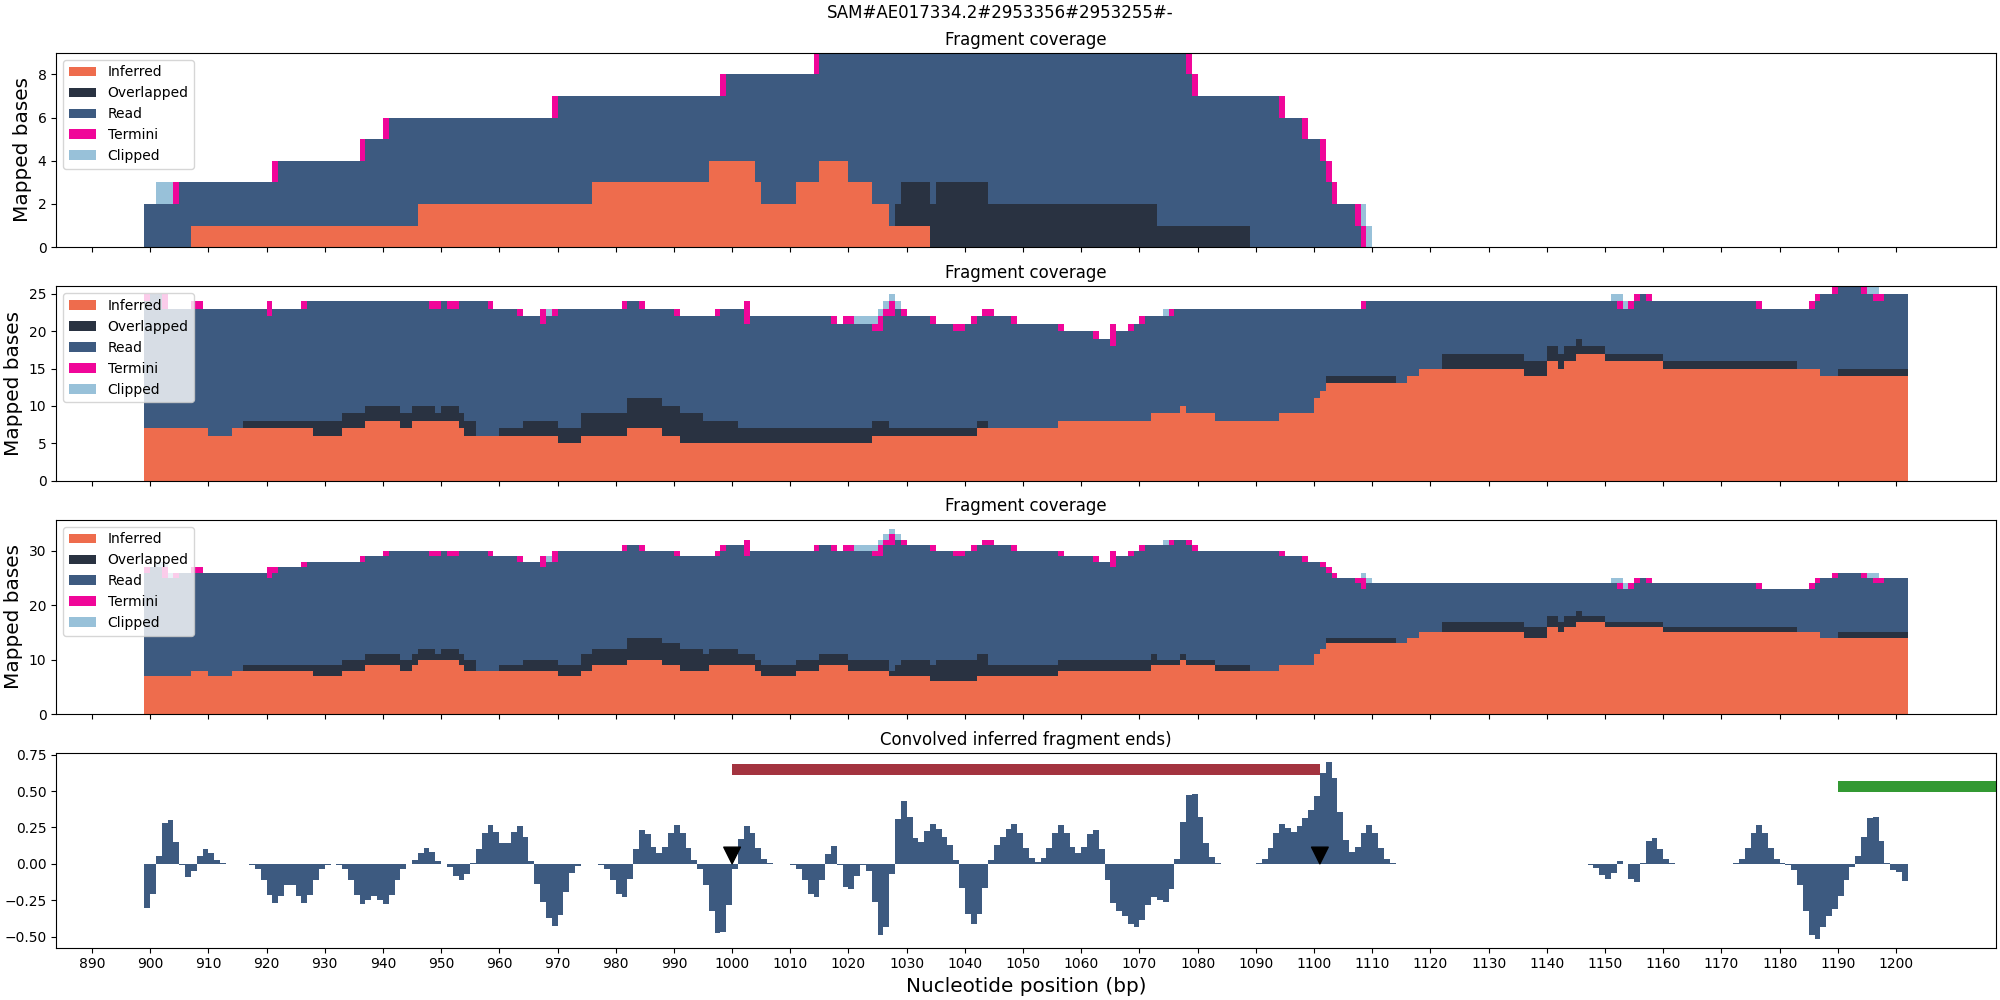 SAM#AE017334.2#2953356#2953255#-
Fragment coverage
Mapped bases
8
6
4
2
0
Inferred
Overlapped
Read
Termini
Clipped
Fragment coverage
Mapped bases
25
20
15
10
5
0
Inferred
Overlapped
Read
Termini
Clipped
Fragment coverage
Mapped bases
30
20
10
0
Inferred
Overlapped
Read
Termini
Clipped
Convolved inferred fragment ends)
0.75
0.50
0.25
0.00
−0.25
−0.50
890 900 910 920 930 940 950 960 970 980 990 1000 1010 1020 1030 1040 1050 1060 1070 1080 1090 1100 1110 1120 1130 1140 1150 1160 1170 1180 1190 1200
Nucleotide position (bp)